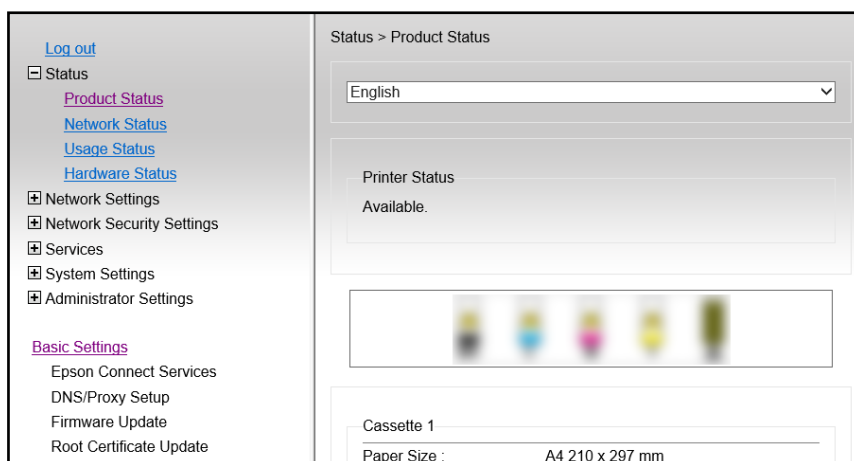 Log out
Status
Product Status
Network Status
Usage Status
Hardware Status
Network Settings
Network Security Settings
Services
System Settings
Administrator Settings
Basic Settings
Epson Connect Services
DNS/Proxy Setup
Firmware Update
Root Certificate Update
Status > Product Status
English
Printer Status
Available.
Cassette 1
Paper Size : A4 210 x 297 mm